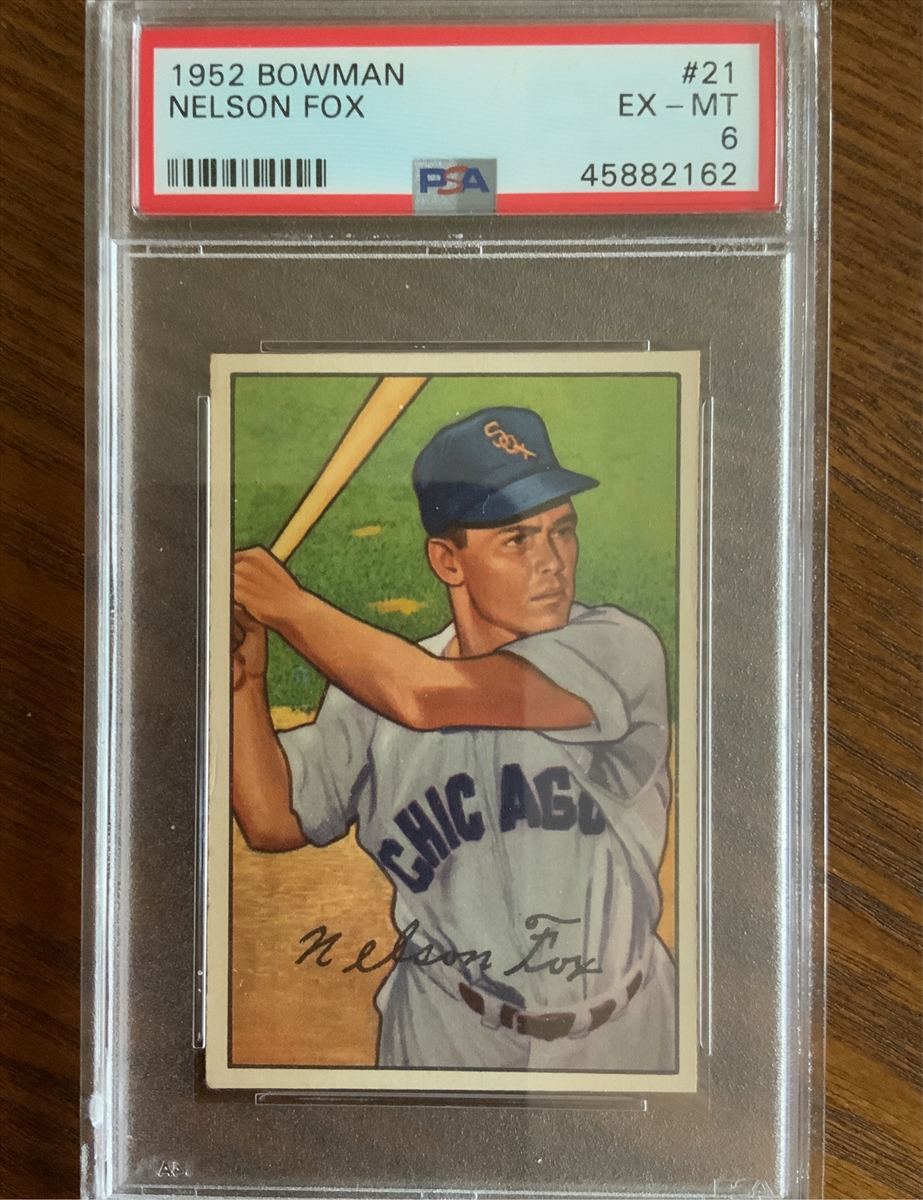 1952 BOWMAN #21
NELSON FOX EX - MT
6
PSA 45882162
SOX
CHICAGO
Nelson Fox